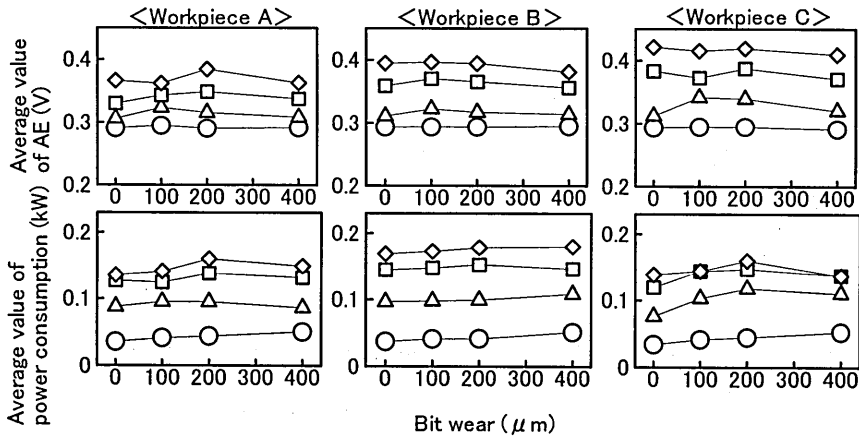 <Workpiece A> <Workpiece B> <Workpiece C>
Average value
of AE (V)
0.4 0.4 0.4
0.3 0.3 0.3
0.2 0.2 0.2
0 100 200 300 400 0 100 200 300 400 0 100 200 300 400
Average value of
power consumption (kW)
0.2 0.2 0.2
0.1 0.1 0.1
0 0 0
0 100 200 300 400 0 100 200 300 400 0 100 200 300 400
Bit wear (μm)